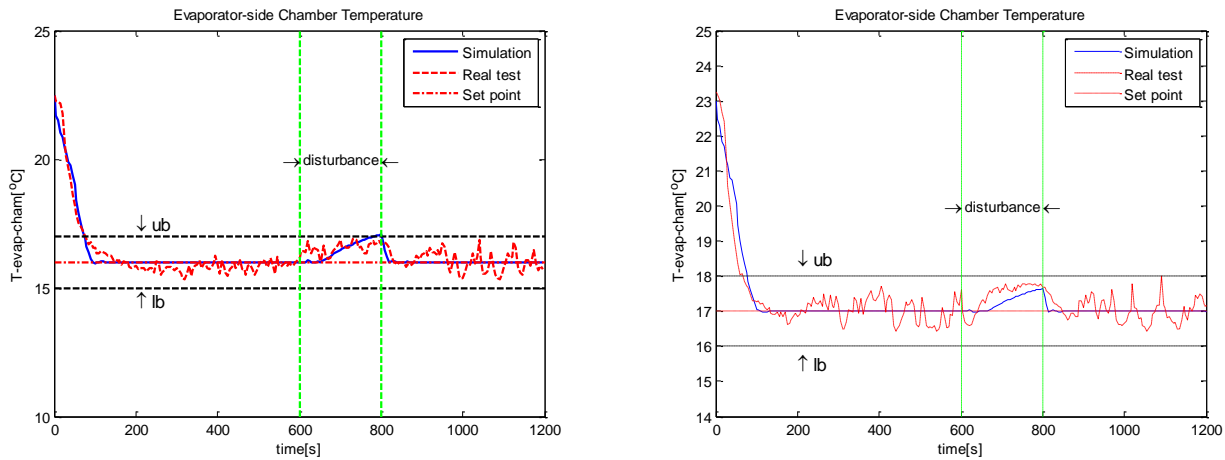 Evaporator-side Chamber Temperature
25
20
15
10
T-evap-cham[°C]
Simulation
Real test
Set point
→disturbance←
↓ ub
↑ lb
0 200 400 600 800 1000 1200
time[s]
Evaporator-side Chamber Temperature
25
24
23
22
21
20
19
18
17
16
15
14
T-evap-cham[°C]
Simulation
Real test
Set point
→disturbance←
↓ ub
↑ lb
0 200 400 600 800 1000 1200
time[s]